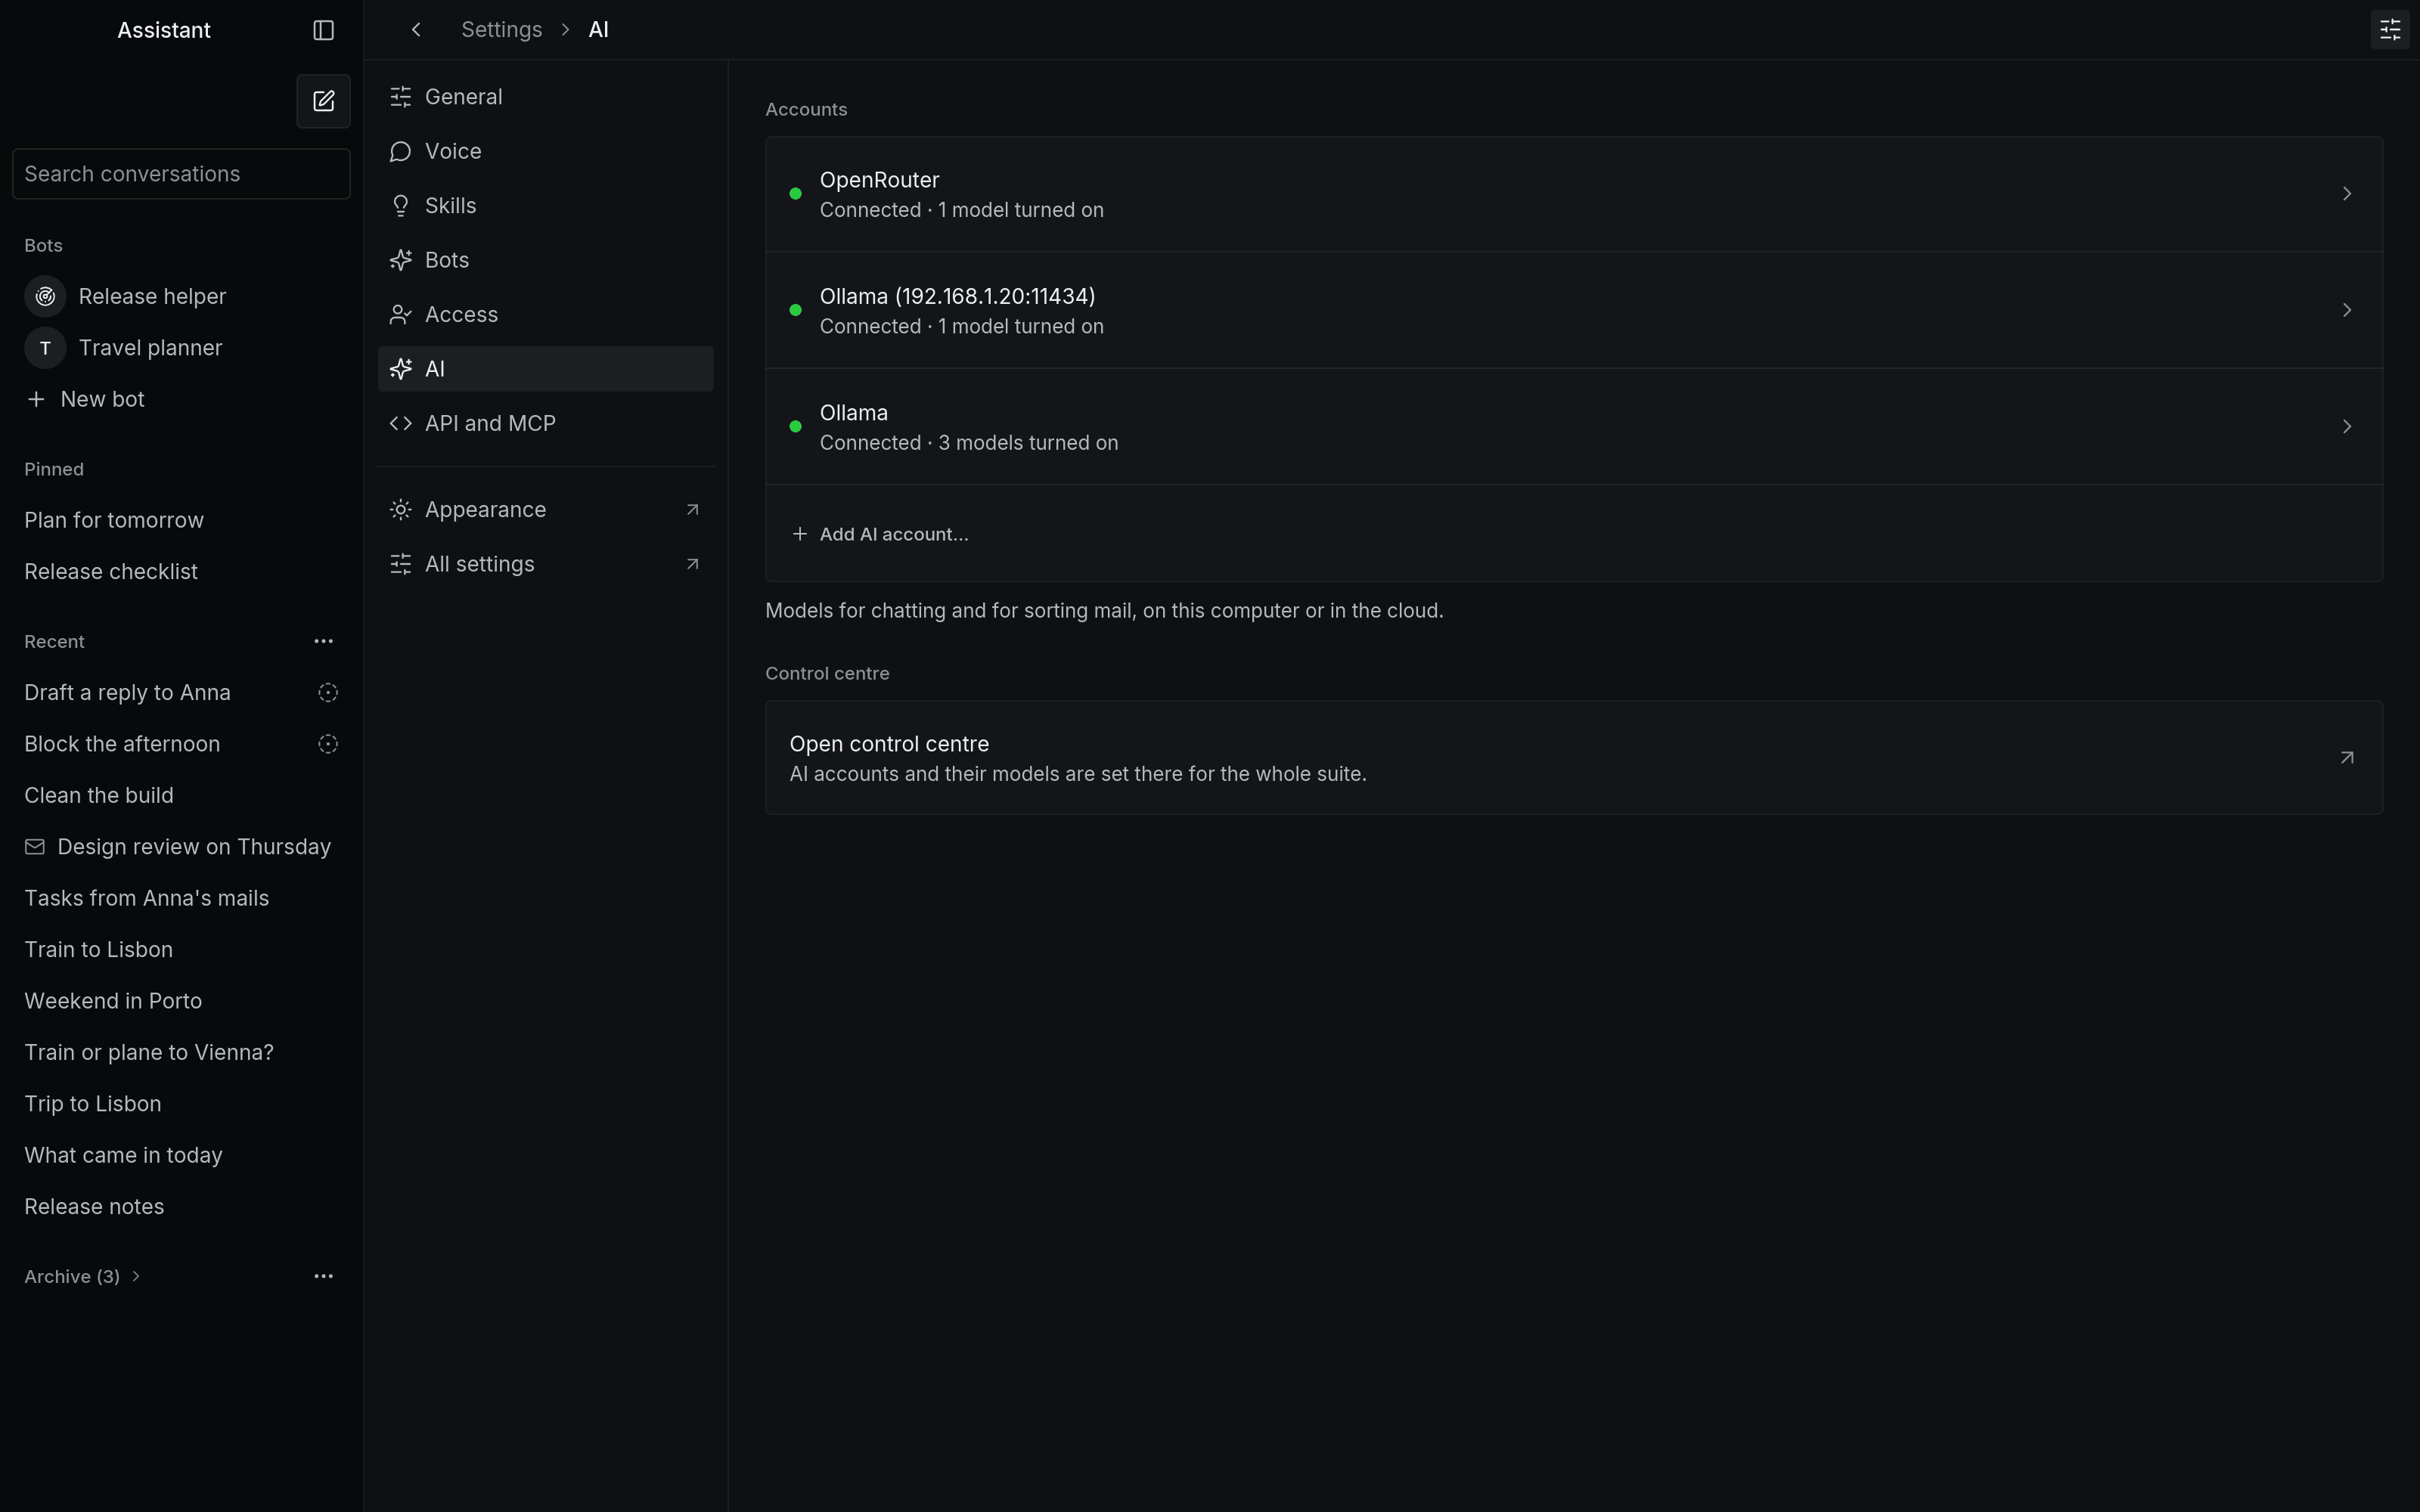 Assistant
Search conversations
Bots
Release helper
T
Travel planner
New bot
Pinned
Plan for tomorrow
Release checklist
Recent
Draft a reply to Anna
Block the afternoon
Clean the build
Design review on Thursday
Tasks from Anna's mails
Train to Lisbon
Weekend in Porto
Train or plane to Vienna?
Trip to Lisbon
What came in today
Release notes
Archive (3)
Settings > AI
General
Voice
Skills
Bots
Access
AI
API and MCP
Appearance
All settings
Accounts
OpenRouter
Connected · 1 model turned on
Ollama (192.168.1.20:11434)
Connected · 1 model turned on
Ollama
Connected · 3 models turned on
Add AI account...
Models for chatting and for sorting mail, on this computer or in the cloud.
Control centre
Open control centre
AI accounts and their models are set there for the whole suite.